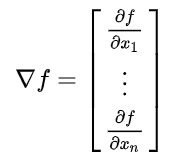 ∇f = [ ∂f/∂x₁
⋮
∂f/∂xₙ ]